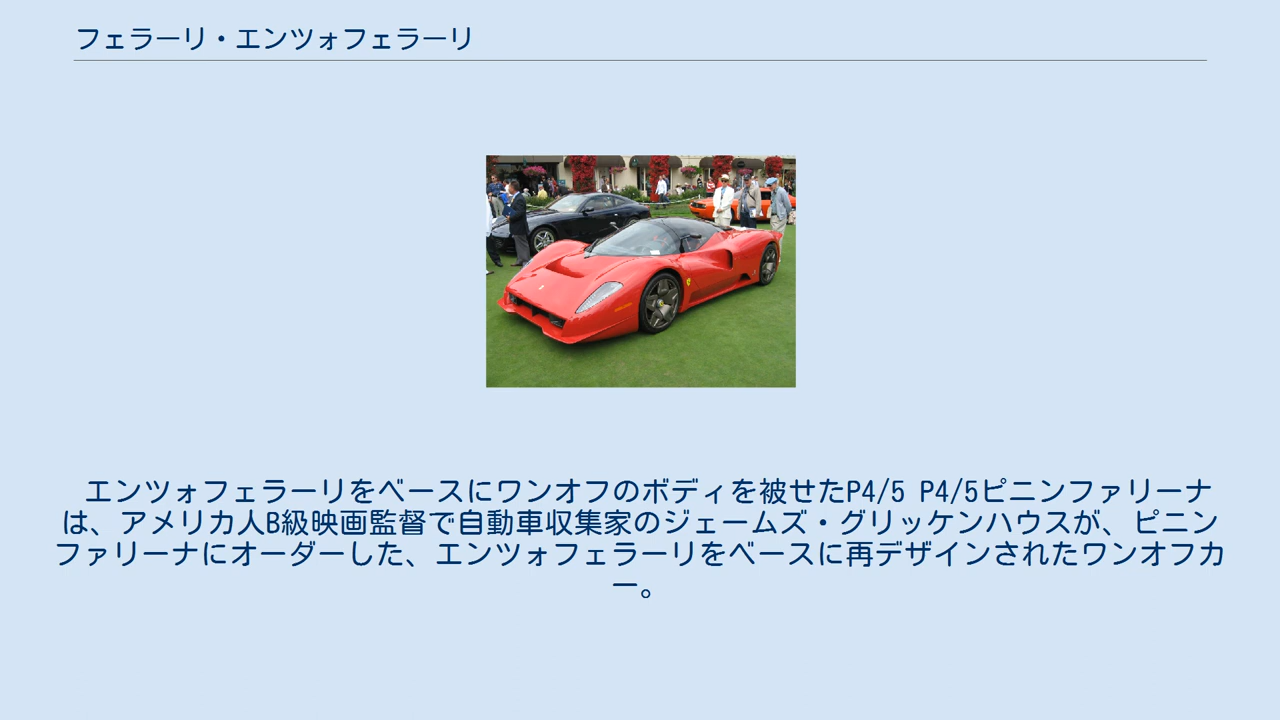 フェラーリ・エンツォフェラーリ
エンツォフェラーリをベースにワンオフのボディを被せたP4/5 P4/5ピニンファリーナ
は、アメリカ人B級映画監督で自動車収集家のジェームズ・グリッケンハウスが、ピニン
ファリーナにオーダーした、エンツォフェラーリをベースに再デザインされたワンオフカ
ー。